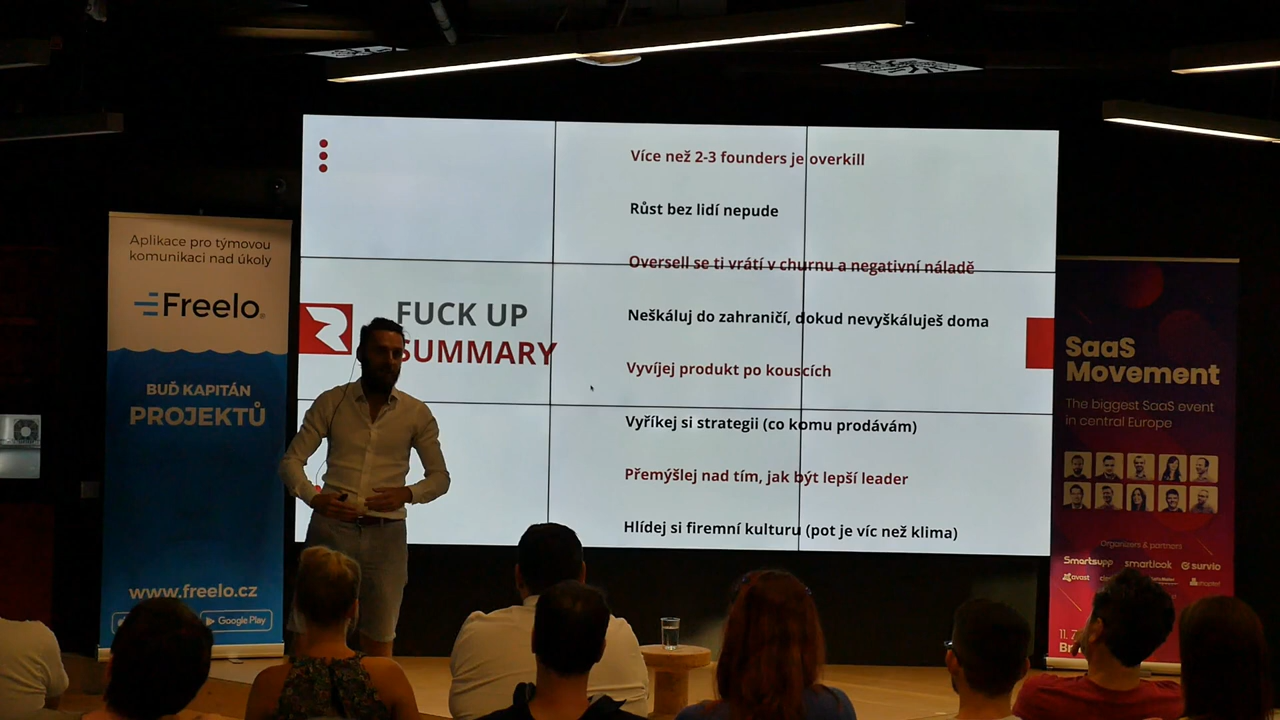 Aplikace pro týmovou
komunikaci nad úkoly
Freelo
BUĎ KAPITÁN
PROJEKTŮ
www.freelo.cz
Google Play
FUCK UP
SUMMARY
Více než 2-3 founders je overkill
Růst bez lidí nepude
Oversell se ti vrátí v churnu a negativní náladě
Neškáluj do zahraničí, dokud nevyškáluješ doma
Vyvíjej produkt po kouscích
Vyříkej si strategii (co komu prodávám)
Přemýšlej nad tím, jak být lepší leader
Hlídej si firemní kulturu (pot je víc než klima)
SaaS
Movement
The biggest SaaS event
in central Europe
Organizers & partners
Smartsupp smartlook survio
avast
11.